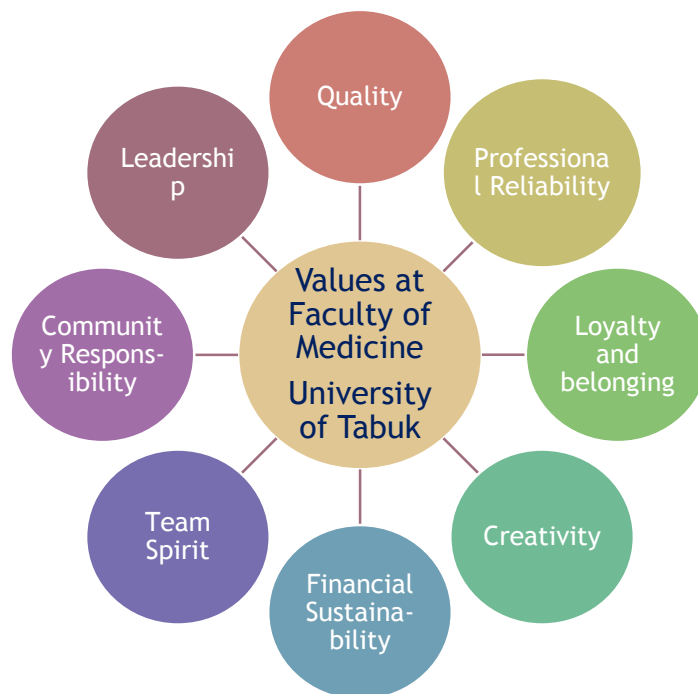 Quality
Professiona
l Reliability
Loyalty
and
belonging
Creativity
Financial
Sustaina-
bility
Team
Spirit
Communit
y Respons-
ibility
Leadershi
p
Values at
Faculty of
Medicine
University
of Tabuk